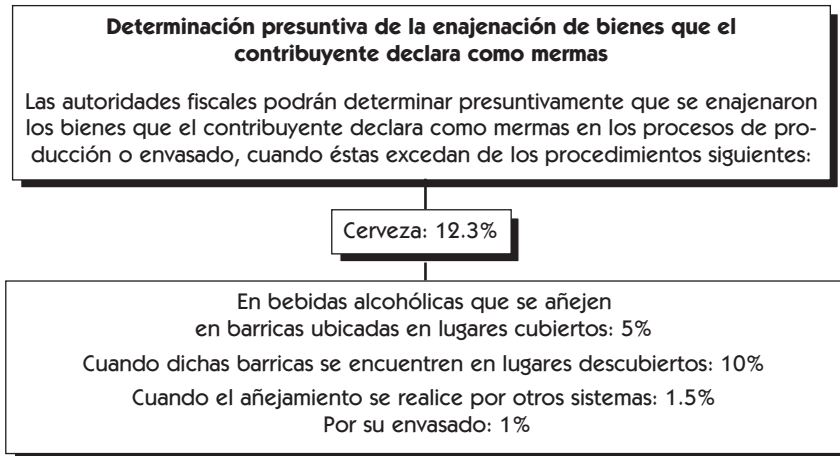 Determinación presuntiva de la enajenación de bienes que el
contribuyente declara como mermas
Las autoridades fiscales podrán determinar presuntivamente que se enajenaron
los bienes que el contribuyente declara como mermas en los procesos de pro-
ducción o envasado, cuando éstas excedan de los procedimientos siguientes:
Cerveza: 12.3%
En bebidas alcohólicas que se añejen
en barricas ubicadas en lugares cubiertos: 5%
Cuando dichas barricas se encuentren en lugares descubiertos: 10%
Cuando el añejamiento se realice por otros sistemas: 1.5%
Por su envasado: 1%